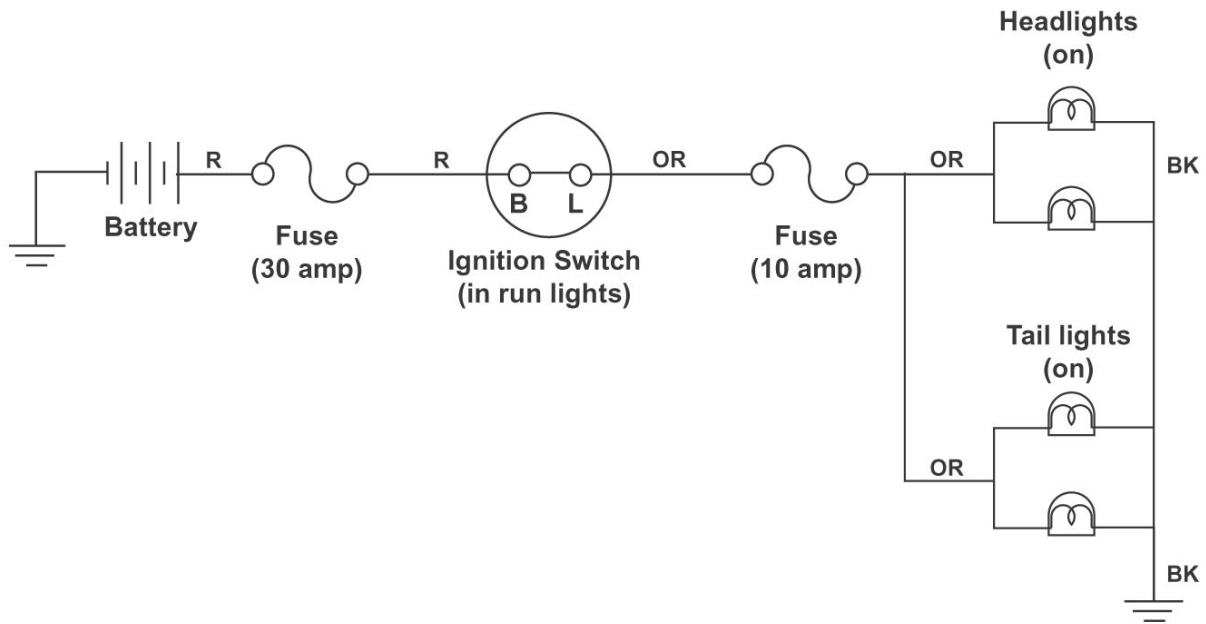 Headlights
(on)
R
R
OR
OR
BK
B
L
Battery
Fuse
(30 amp)
Ignition Switch
(in run lights)
Fuse
(10 amp)
Tail lights
(on)
OR
BK